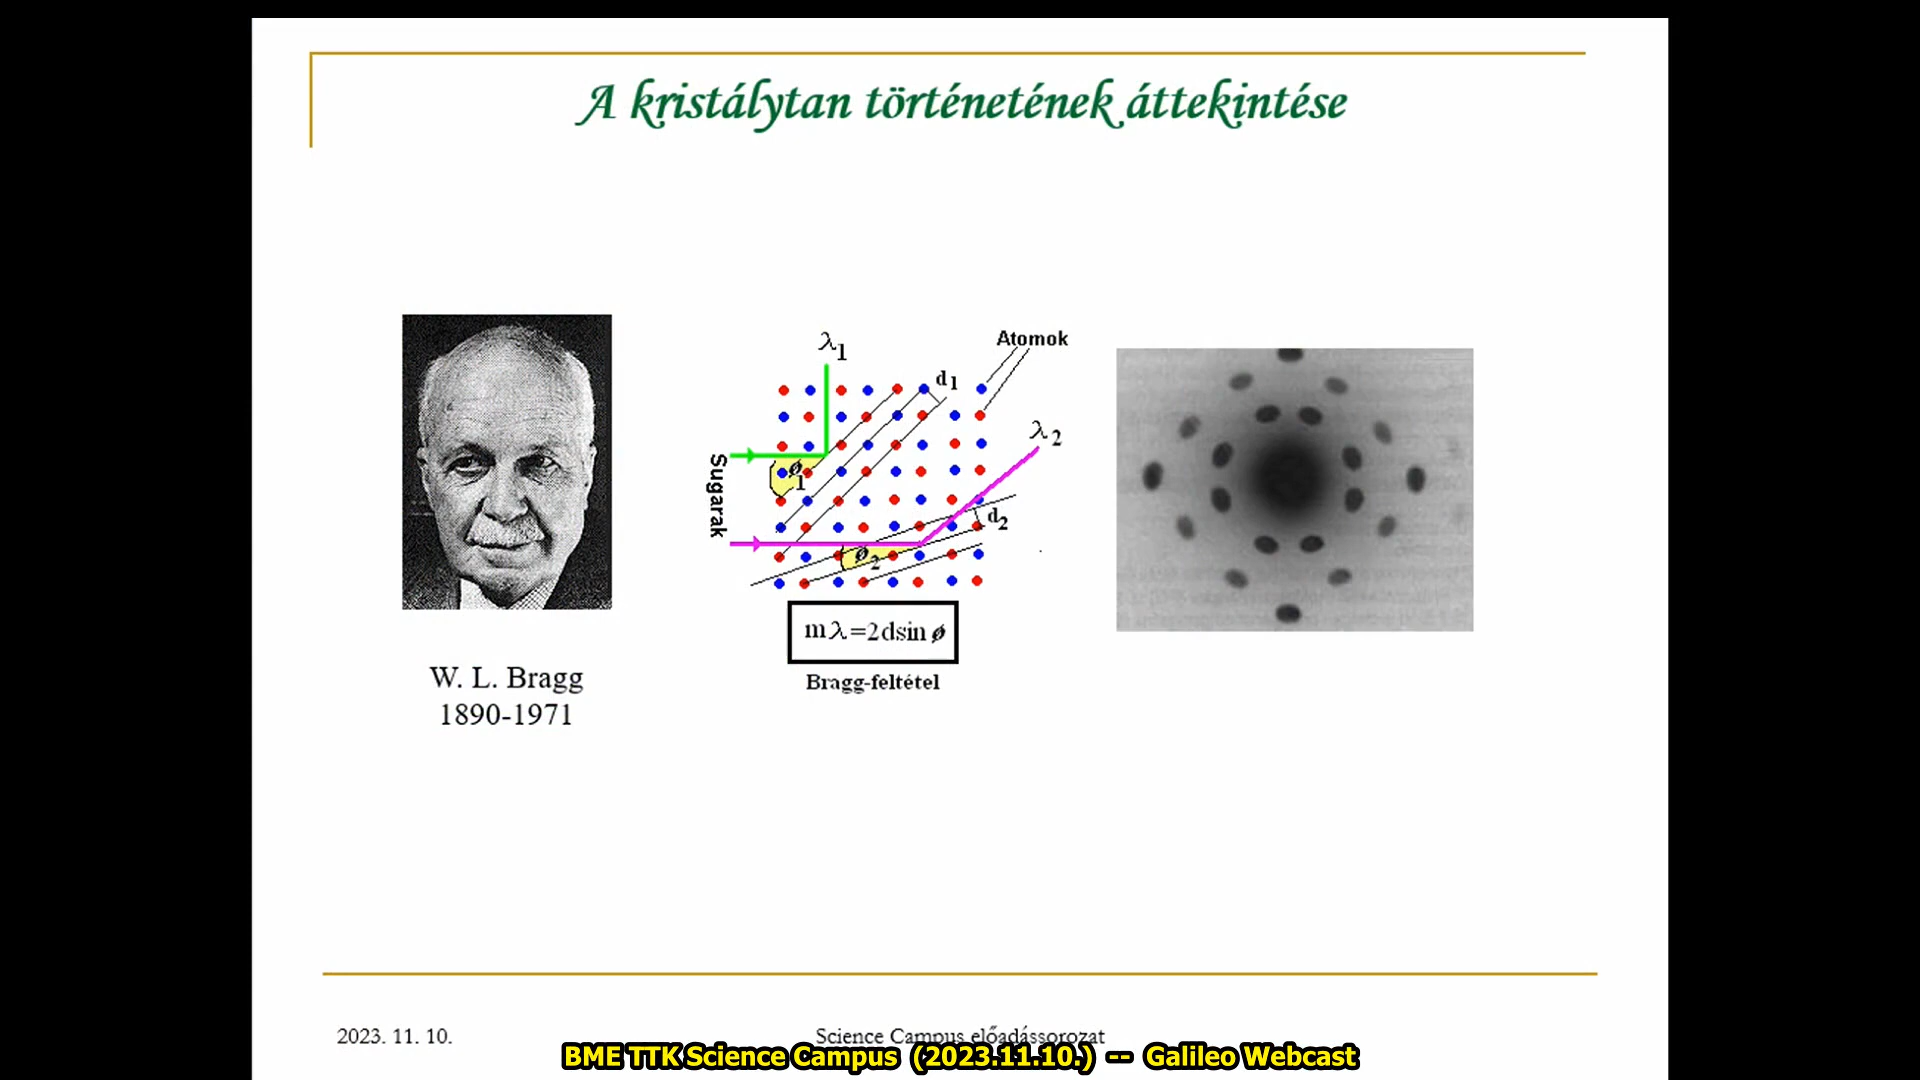 A kristálytan történetének áttekintése
W. L. Bragg
1890-1971
λ1
Atomok
d1
λ2
Sugarak
ø1
d2
ø2
mλ=2dsin ø
Bragg-feltétel
2023. 11. 10.
Science Campus előadássorozat
BME TTK Science Campus (2023.11.10.) -- Galileo Webcast